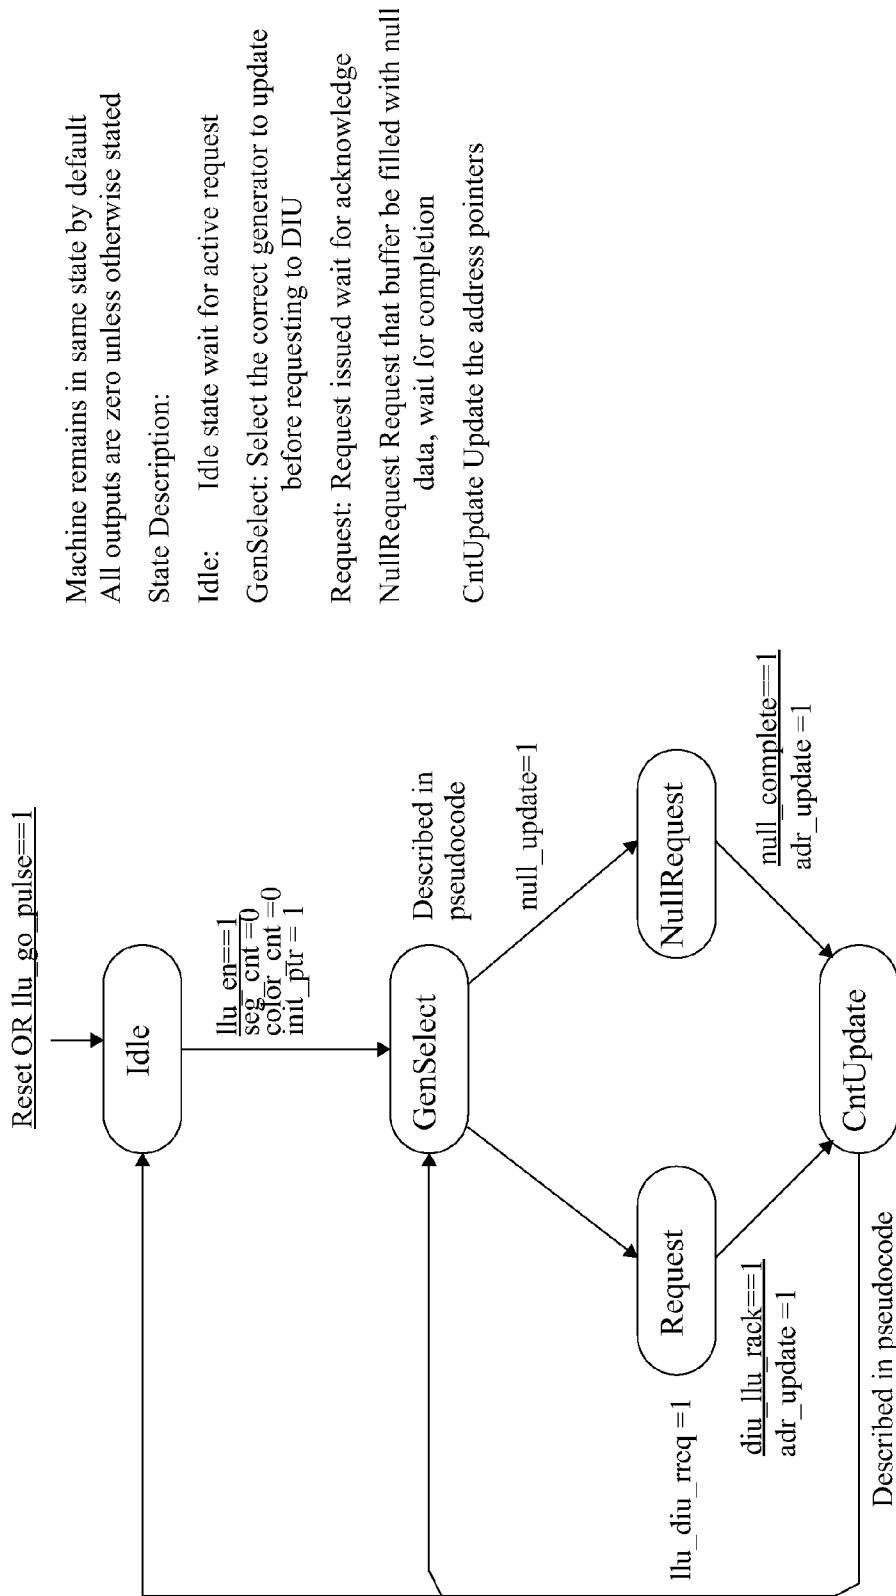 Reset OR llu_go_pulse==1
Idle
llu_en==1
seg_cnt =0
color_cnt =0
init_ptr = 1
GenSelect
Described in
pseudocode
null_update=1
Request
NullRequest
llu_diu_rreq =1
diu_llu_rack==1
adr_update =1
null_complete==1
adr_update =1
CntUpdate
Described in pseudocode
Machine remains in same state by default
All outputs are zero unless otherwise stated
State Description:
Idle: Idle state wait for active request
GenSelect: Select the correct generator to update
before requesting to DIU
Request: Request issued wait for acknowledge
NullRequest Request that buffer be filled with null
data, wait for completion
CntUpdate Update the address pointers